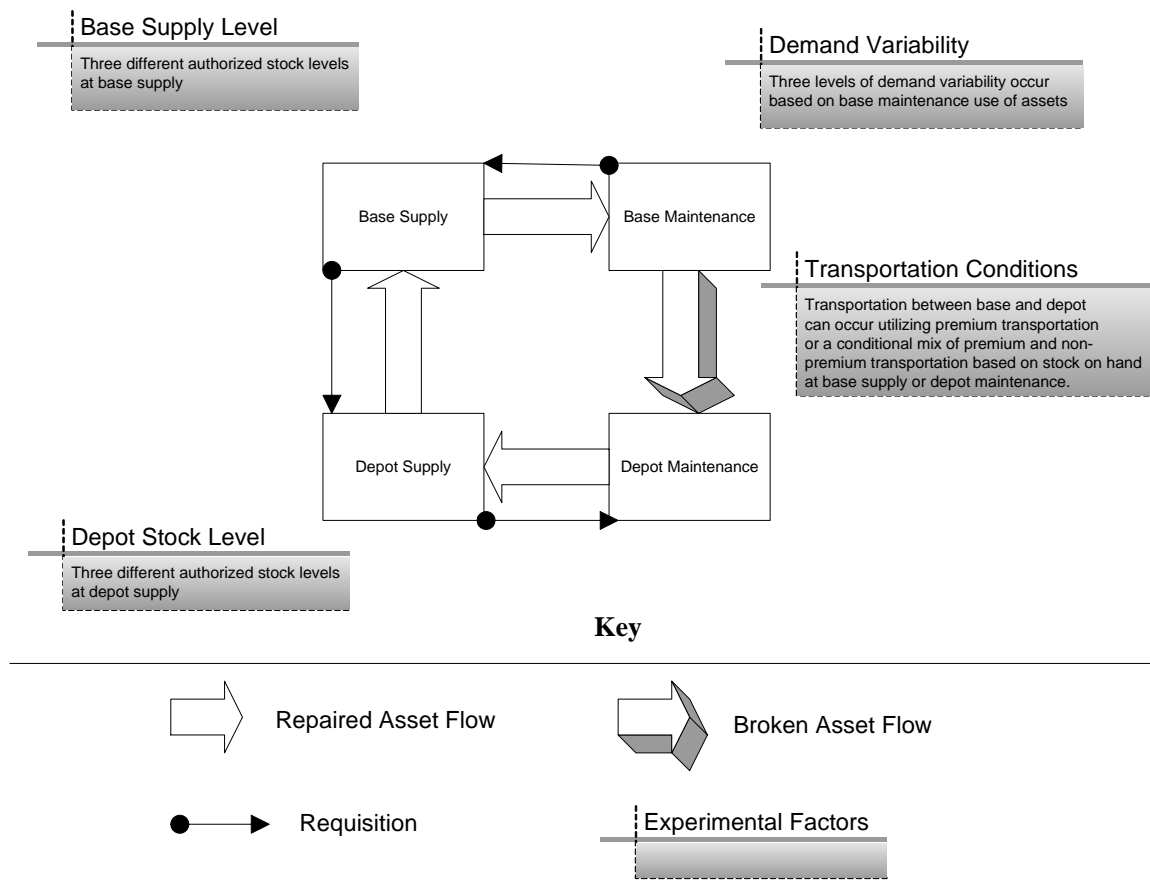 Base Supply Level
Three different authorized stock levels
at base supply
Demand Variability
Three levels of demand variability occur
based on base maintenance use of assets
Base Supply
Base Maintenance
Transportation Conditions
Transportation between base and depot
can occur utilizing premium transportation
or a conditional mix of premium and non-
premium transportation based on stock on hand
at base supply or depot maintenance.
Depot Supply
Depot Maintenance
Depot Stock Level
Three different authorized stock levels
at depot supply
Key
Repaired Asset Flow
Broken Asset Flow
Requisition
Experimental Factors